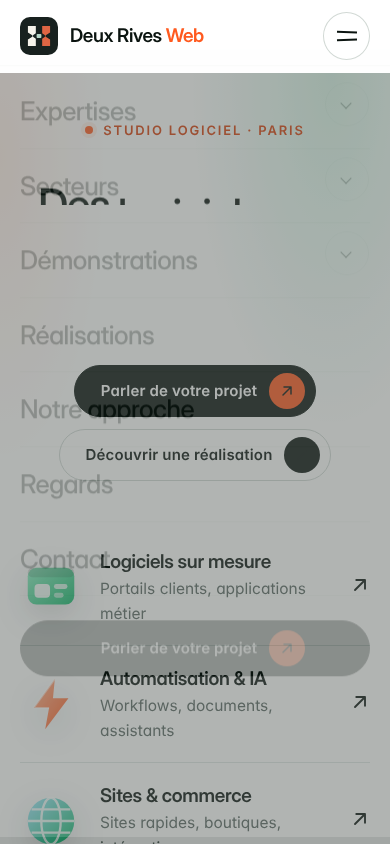 Deux Rives Web
Expertises
STUDIO LOGICIEL · PARIS
Secteurs
Démonstrations
Réalisations
Parler de votre projet
Notre approche
Découvrir une réalisation
Regards
Contact
Logiciels sur mesure
Portails clients, applications
métier
Parler de votre projet
Automatisation & IA
Workflows, documents,
assistants
Sites & commerce
Sites rapides, boutiques,